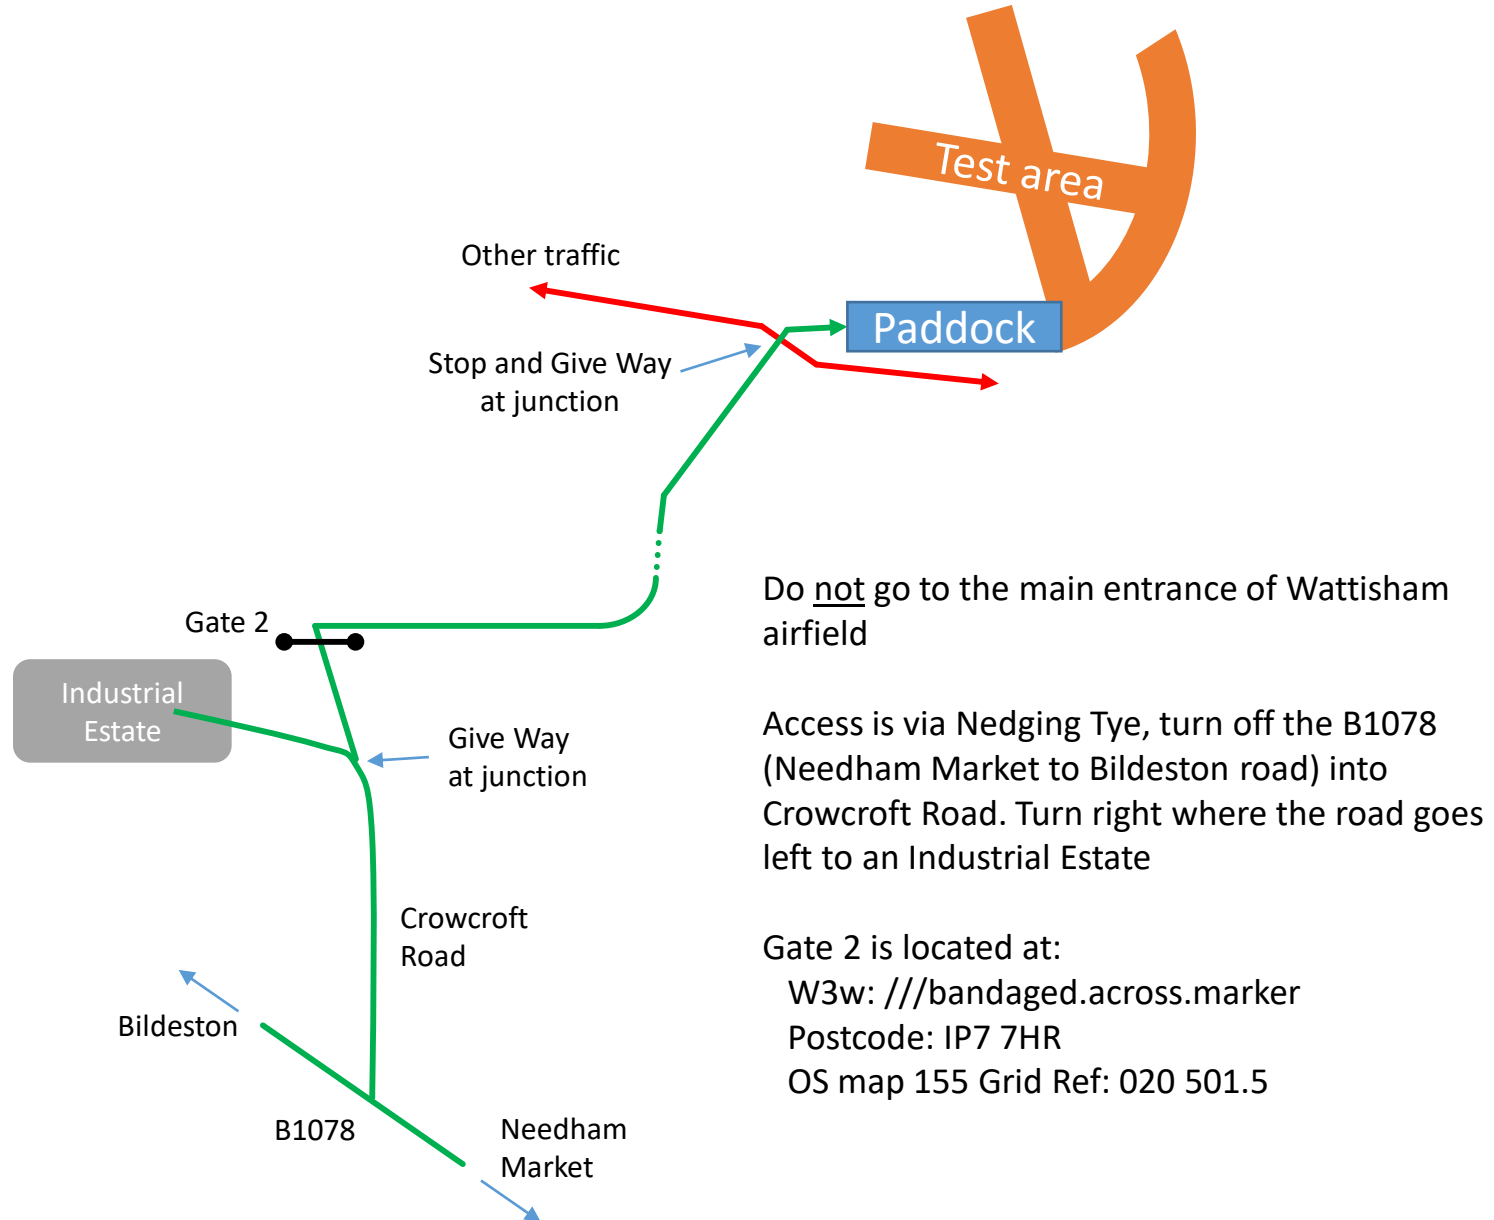 Test area
Other traffic
Paddock
Stop and Give Way
at junction
Gate 2
Industrial
Estate
Give Way
at junction
Crowcroft
Road
Bildeston
B1078
Needham
Market
Do not go to the main entrance of Wattisham
airfield
Access is via Nedging Tye, turn off the B1078
(Needham Market to Bildeston road) into
Crowcroft Road. Turn right where the road goes
left to an Industrial Estate
Gate 2 is located at:
W3w: ///bandaged.across.marker
Postcode: IP7 7HR
OS map 155 Grid Ref: 020 501.5